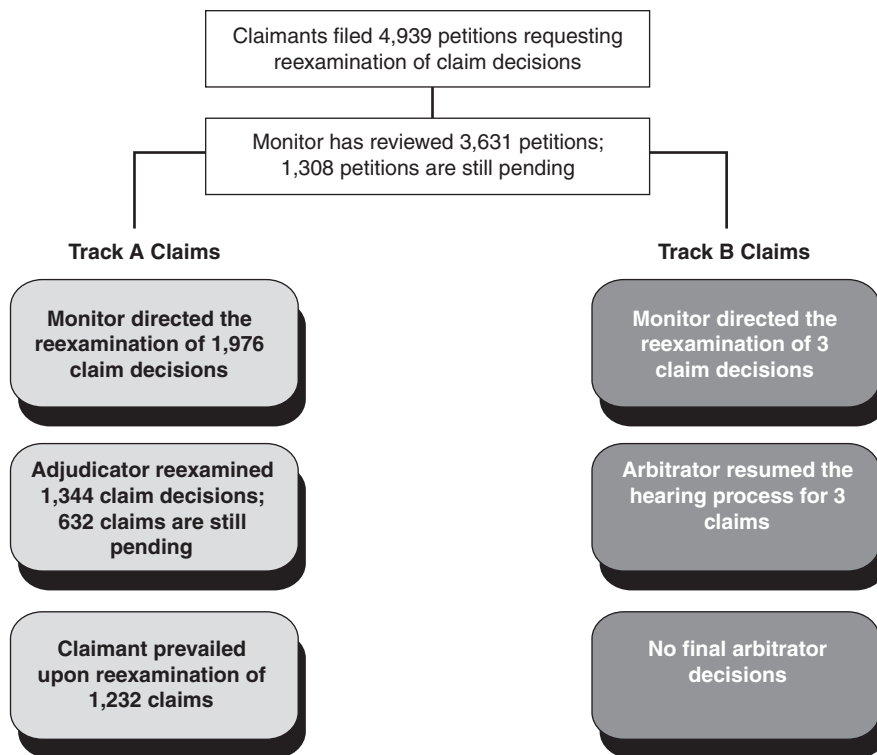 Claimants filed 4,939 petitions requesting
reexamination of claim decisions
Monitor has reviewed 3,631 petitions;
1,308 petitions are still pending
Track A Claims
Monitor directed the
reexamination of 1,976
claim decisions
Adjudicator reexamined
1,344 claim decisions;
632 claims are still
pending
Claimant prevailed
upon reexamination of
1,232 claims
Track B Claims
Monitor directed the
reexamination of 3
claim decisions
Arbitrator resumed the
hearing process for 3
claims
No final arbitrator
decisions